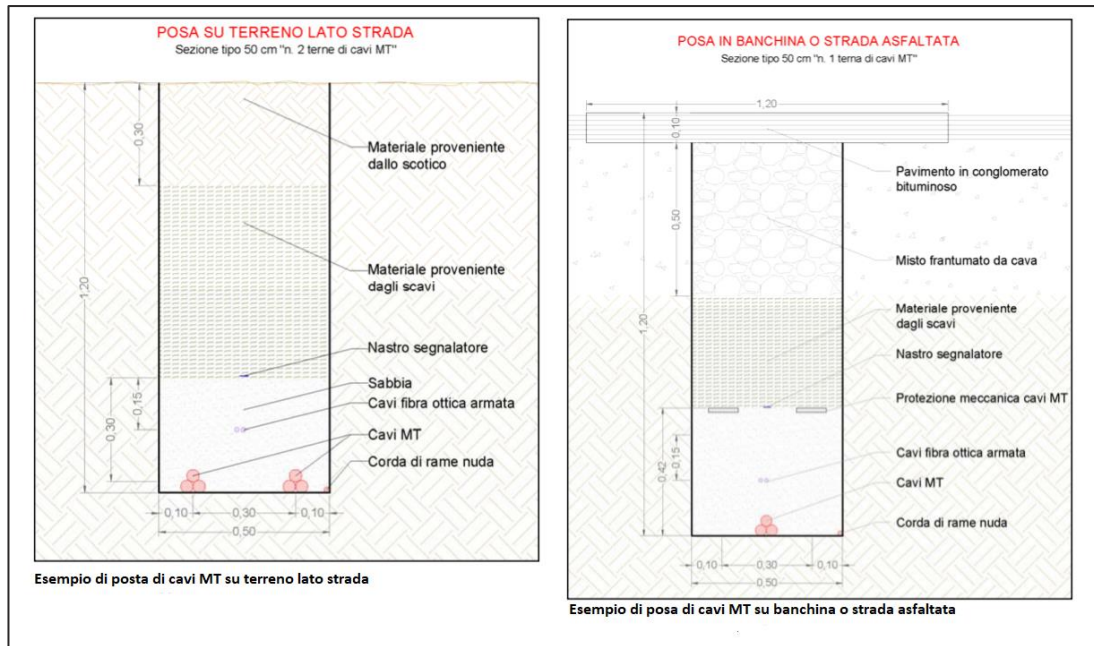 POSA SU TERRENO LATO STRADA
Sezione tipo 50 cm "n. 2 terne di cavi MT"
0,30
Materiale proveniente
dallo scotico
1,20
Materiale proveniente
dagli scavi
Nastro segnalatore
0,30
0,15
Sabbia
Cavi fibra ottica armata
Cavi MT
Corda di rame nuda
0,10
0,30
0,10
0,50
Esempio di posta di cavi MT su terreno lato strada
POSA IN BANCHINA O STRADA ASFALTATA
Sezione tipo 50 cm "n. 1 terna di cavi MT"
1,20
0,10
Pavimento in conglomerato
bituminoso
0,50
Misto frantumato da cava
1,20
Materiale proveniente
dagli scavi
Nastro segnalatore
Protezione meccanica cavi MT
0,42
0,15
Cavi fibra ottica armata
Cavi MT
Corda di rame nuda
0,10
0,30
0,10
0,50
Esempio di posa di cavi MT su banchina o strada asfaltata